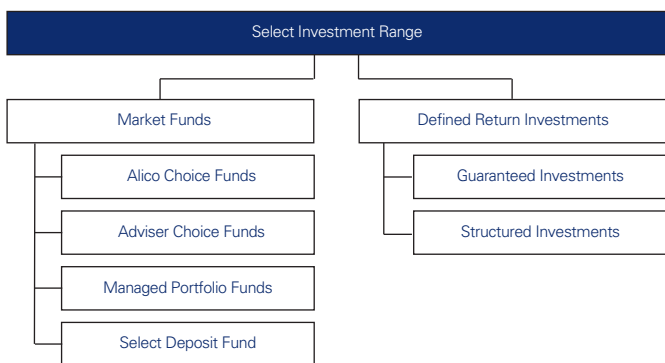 Select Investment Range
Market Funds
Alico Choice Funds
Adviser Choice Funds
Managed Portfolio Funds
Select Deposit Fund
Defined Return Investments
Guaranteed Investments
Structured Investments